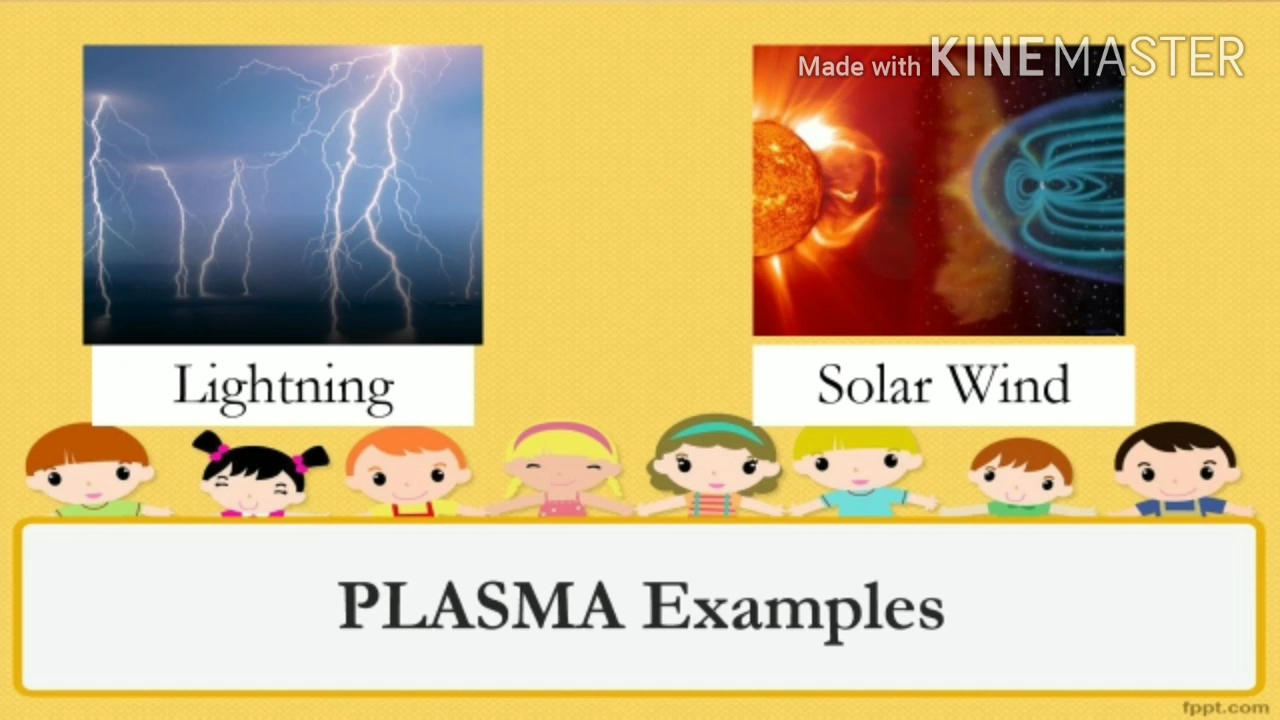 Made with KINEMASTER
Lightning
Solar Wind
PLASMA Examples
fppt.com